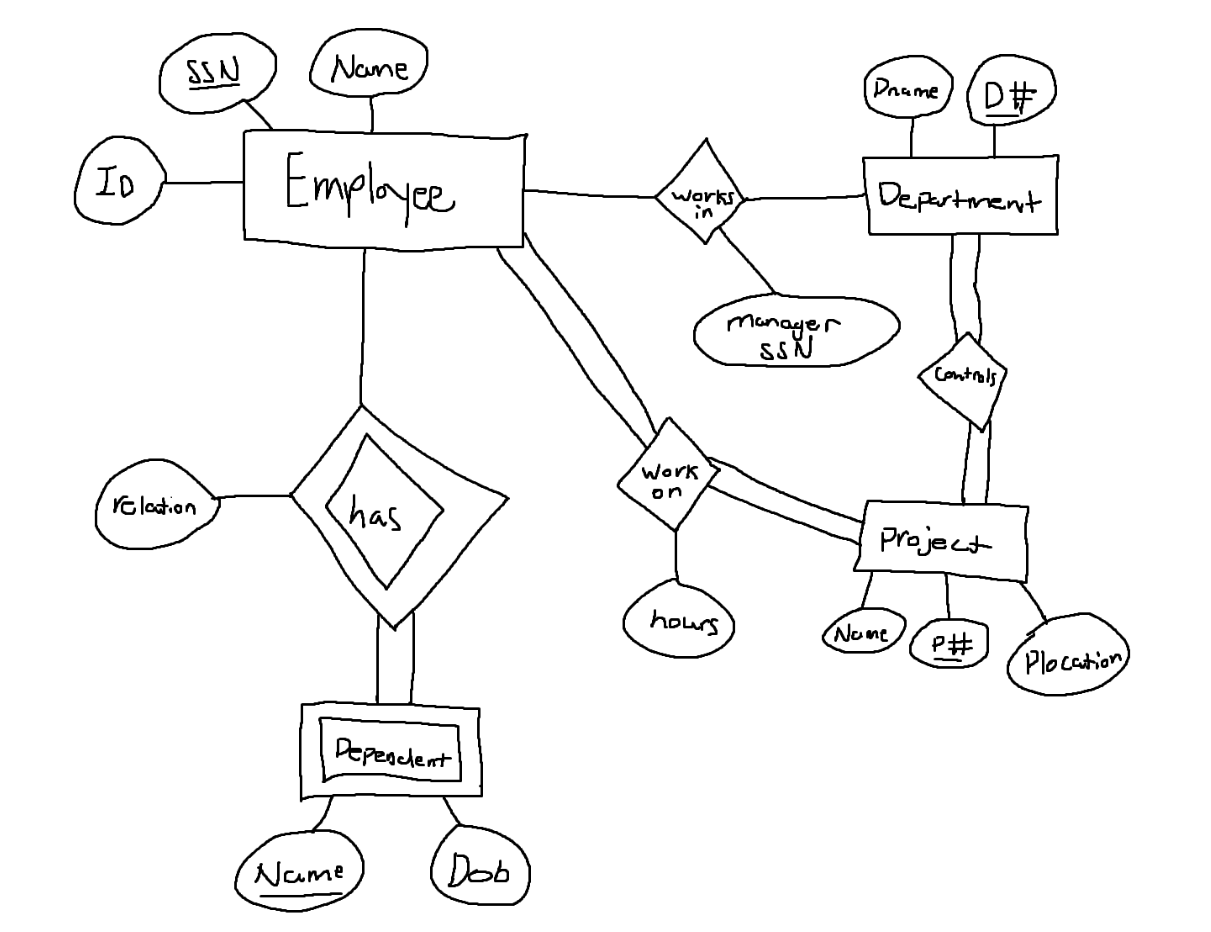 SSN
Name
ID
Employee
works
in
Dname
D#
Department
manager
SSN
controls
relation
has
work
on
hours
Project
Name
P#
Plocation
Dependent
Name
Dob